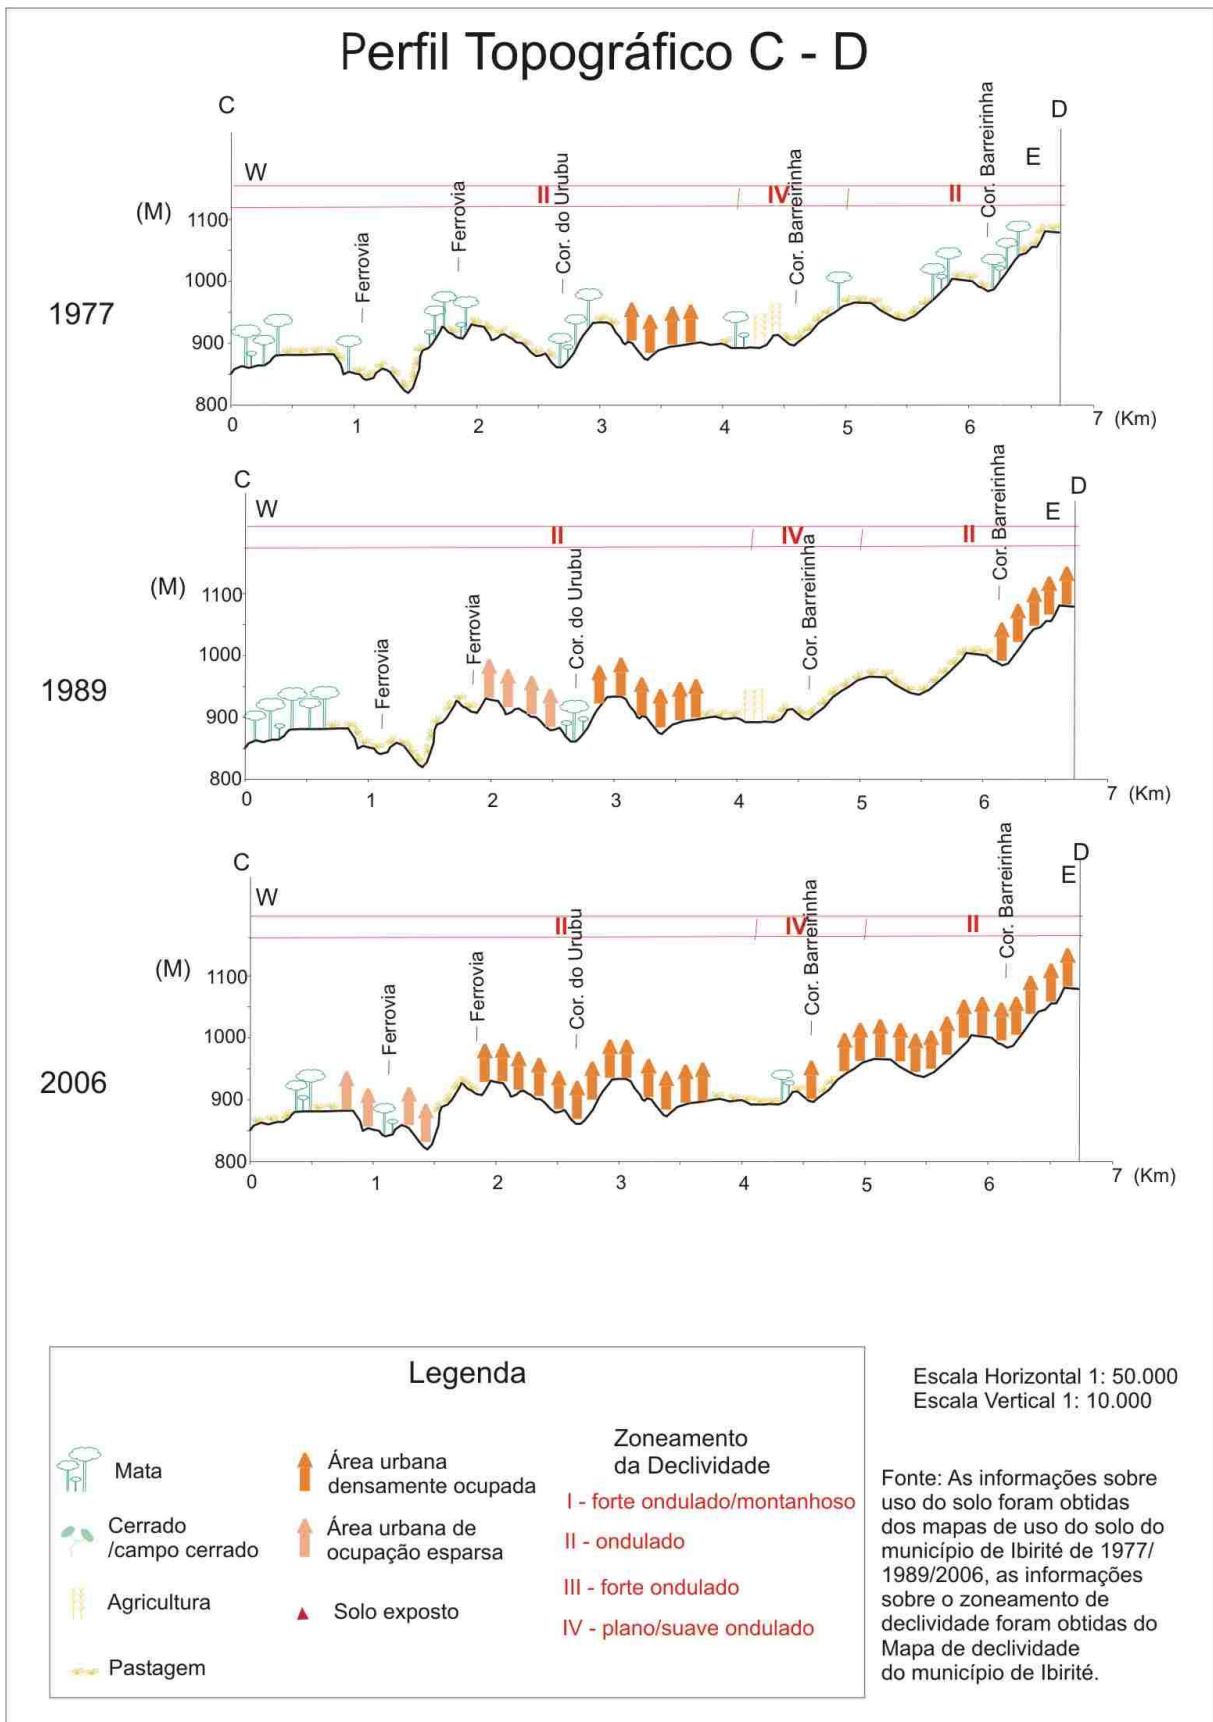 Perfil Topográfico C - D
C
D
W
E
II
IV
II
(M)
1100
1000
900
800
1977
Ferrovia
Ferrovia
Cor. do Urubu
Cor. Barreirinha
Cor. Barreirinha
0 1 2 3 4 5 6 7 (Km)
C
D
W
E
II
IV
II
(M)
1100
1000
900
800
1989
Ferrovia
Ferrovia
Cor. do Urubu
Cor. Barreirinha
Cor. Barreirinha
0 1 2 3 4 5 6 7 (Km)
C
D
W
E
II
IV
II
(M)
1100
1000
900
800
2006
Ferrovia
Ferrovia
Cor. do Urubu
Cor. Barreirinha
Cor. Barreirinha
0 1 2 3 4 5 6 7 (Km)
Legenda
Mata
Cerrado
/campo cerrado
Agricultura
Pastagem
Área urbana
densamente ocupada
Área urbana de
ocupação esparsa
Solo exposto
Zoneamento
da Declividade
I - forte ondulado/montanhoso
II - ondulado
III - forte ondulado
IV - plano/suave ondulado
Escala Horizontal 1: 50.000
Escala Vertical 1: 10.000
Fonte: As informações sobre
uso do solo foram obtidas
dos mapas de uso do solo do
município de Ibirité de 1977/
1989/2006, as informações
sobre o zoneamento de
declividade foram obtidas do
Mapa de declividade
do município de Ibirité.